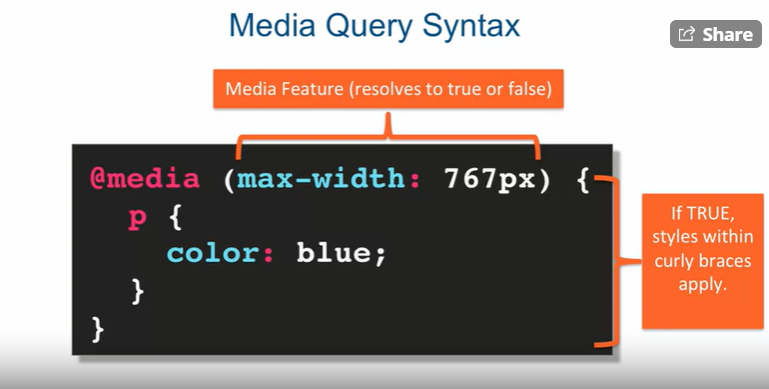 Media Query Syntax
Share
Media Feature (resolves to true or false)
@media (max-width: 767px) {
p {
color: blue;
}
}
If TRUE,
styles within
curly braces
apply.